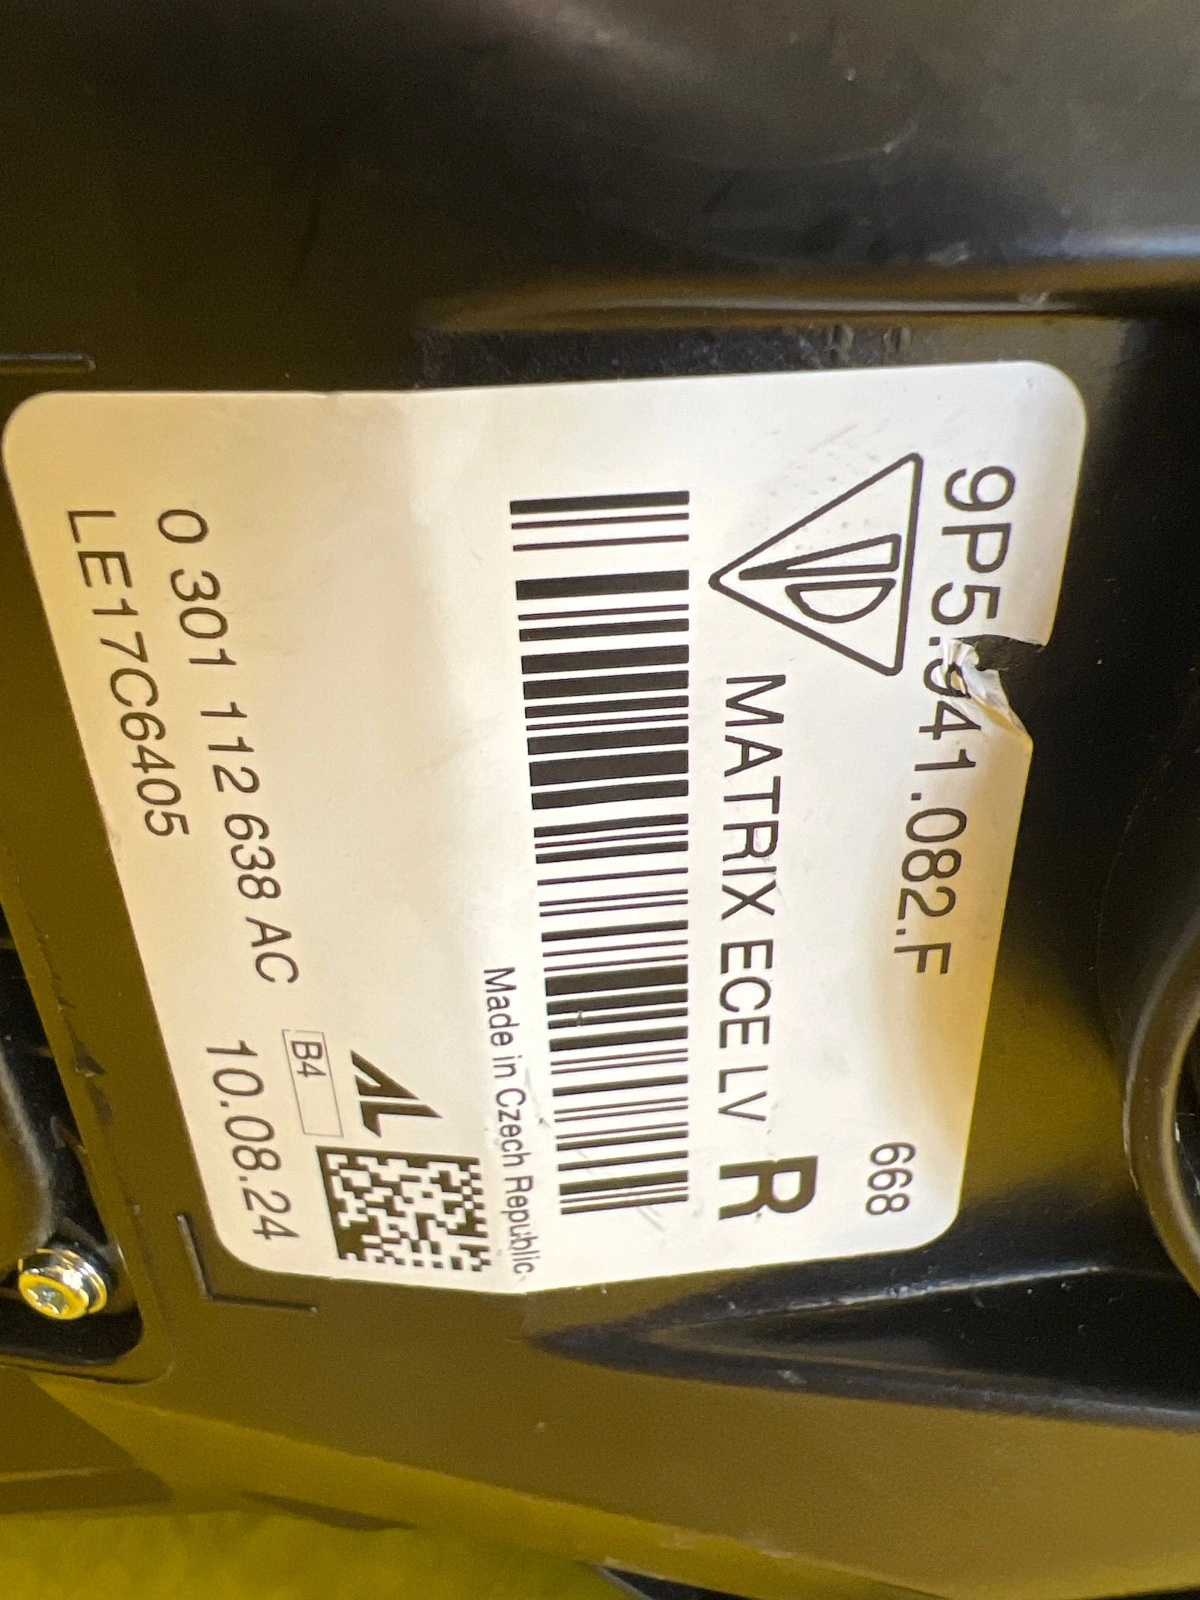 9P5.941.082.F
668
MATRIX ECE LV R
Made in Czech Republic
AL
B4
0 301 112 638 AC 10.08.24
LE17C6405